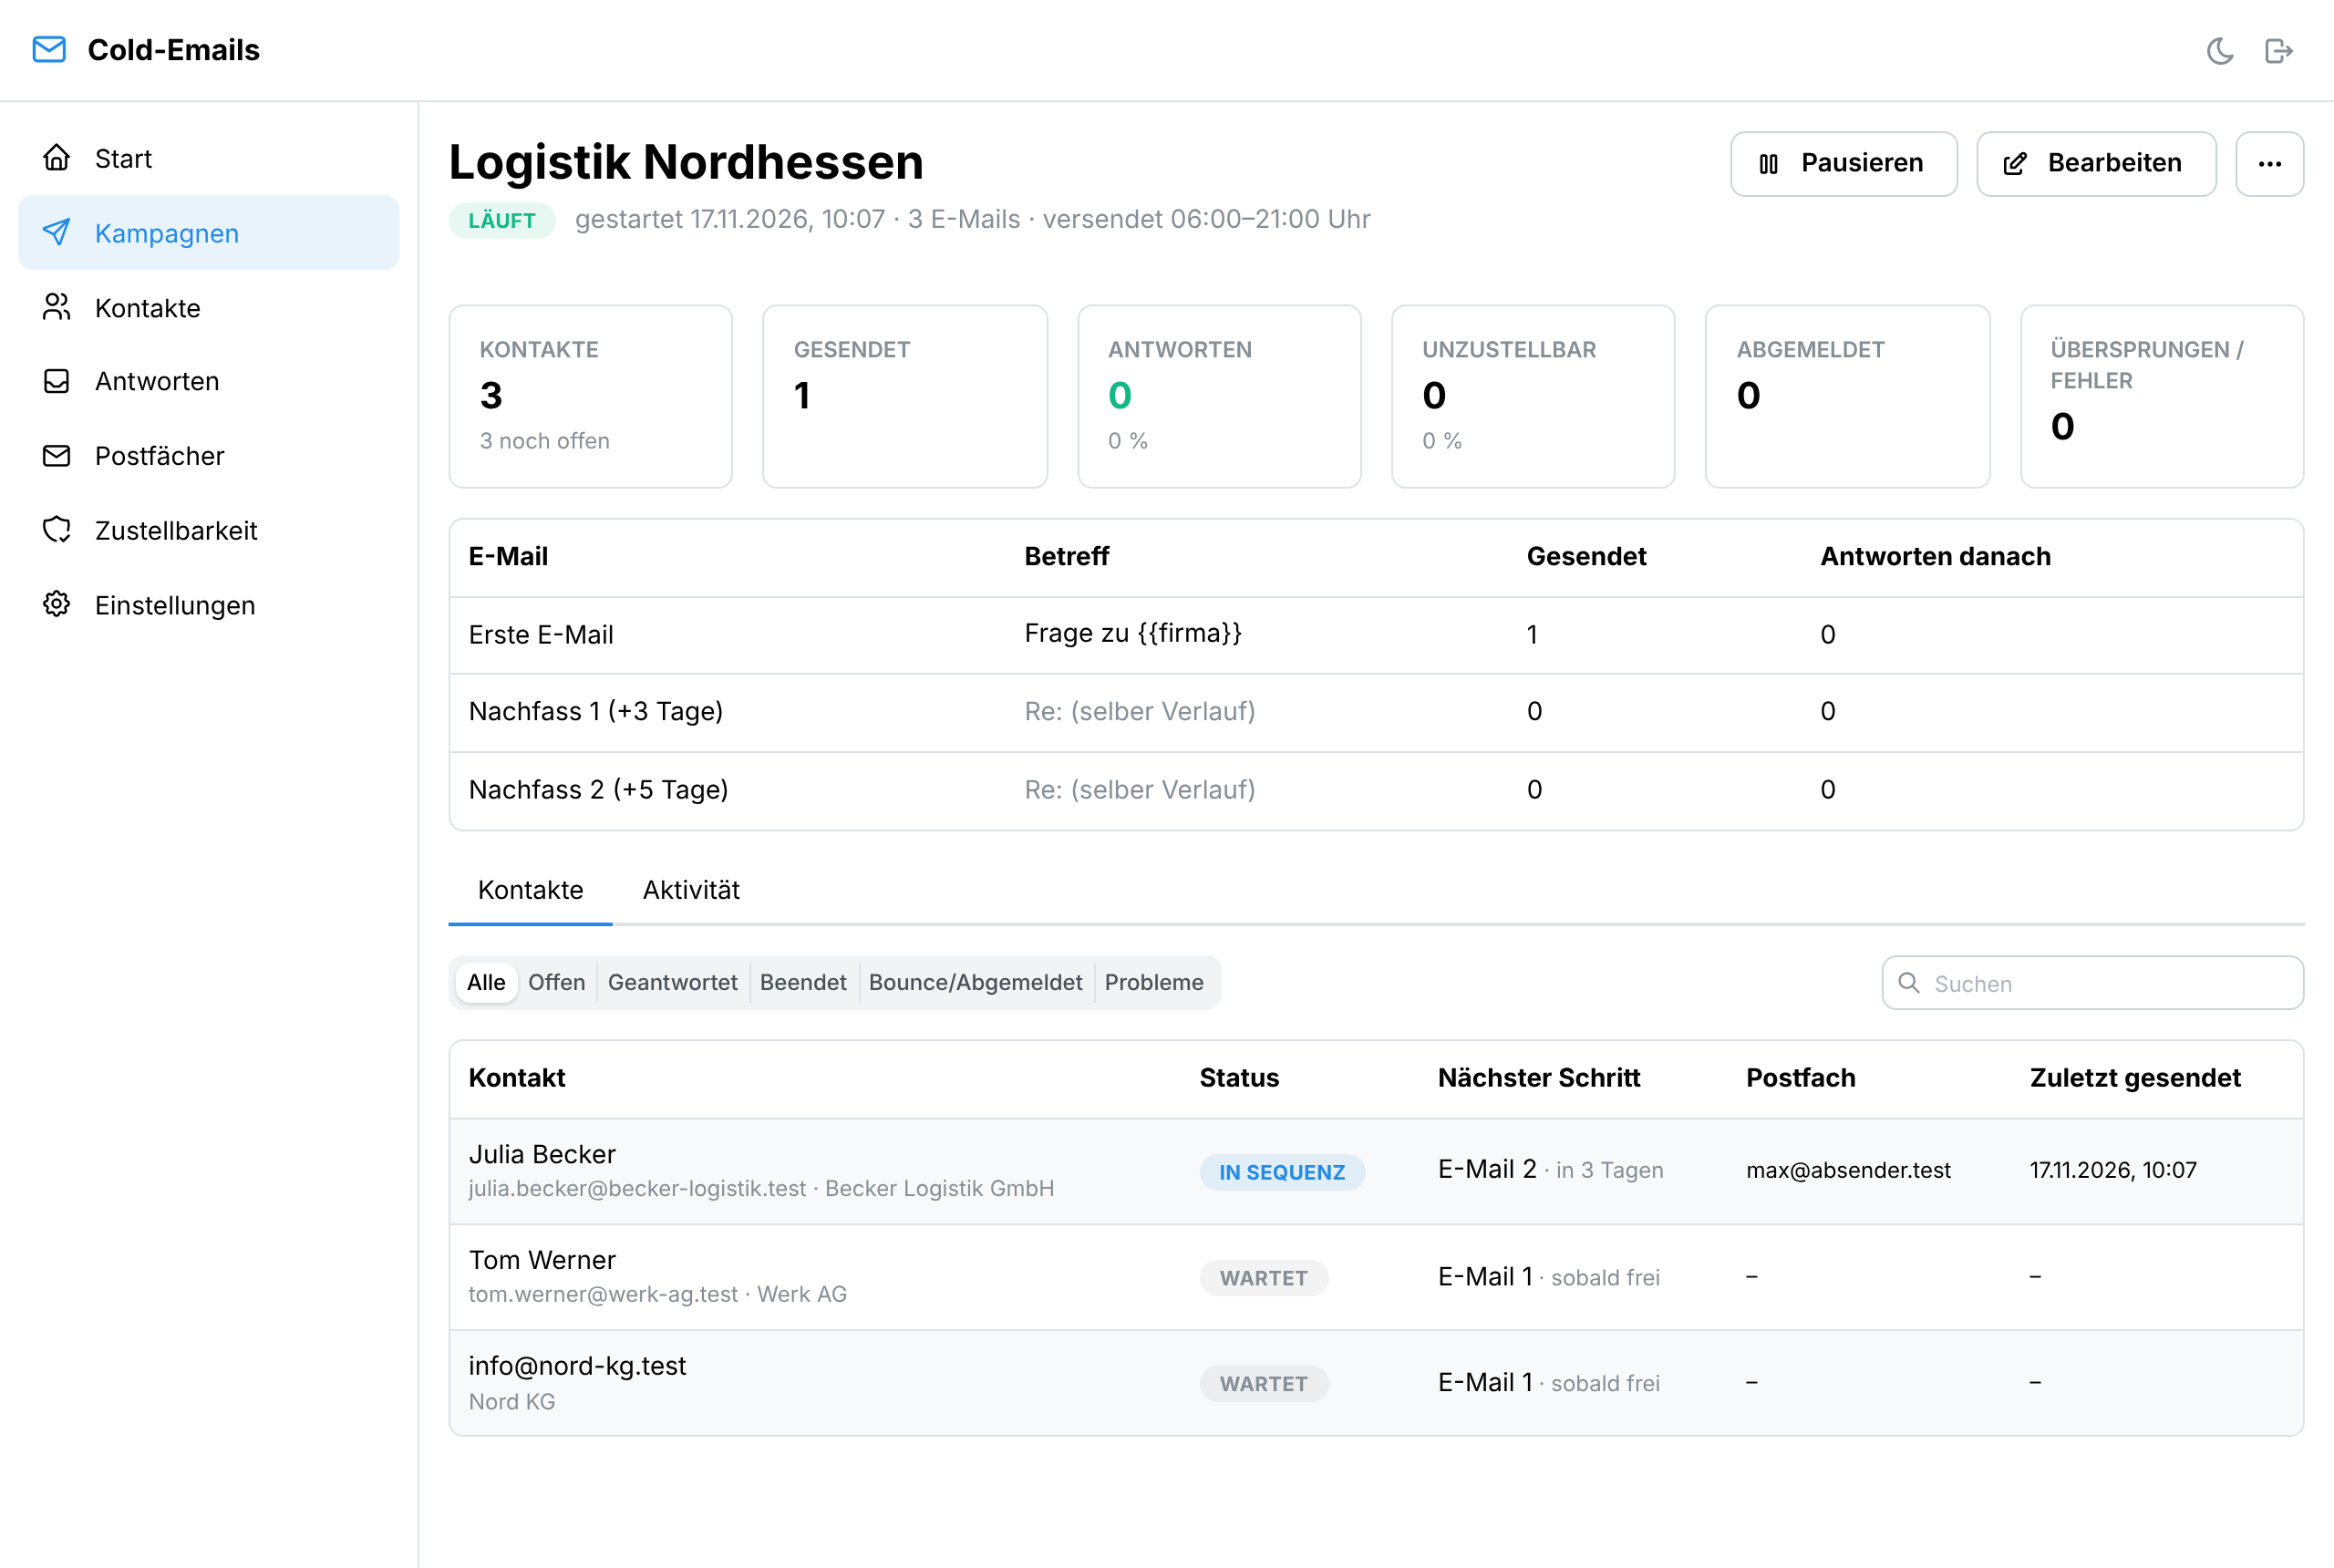 Cold-Emails
Start
Kampagnen
Kontakte
Antworten
Postfächer
Zustellbarkeit
Einstellungen
Logistik Nordhessen
Pausieren
Bearbeiten
LÄUFT gestartet 17.11.2026, 10:07 · 3 E-Mails · versendet 06:00–21:00 Uhr
KONTAKTE
3
3 noch offen
GESENDET
1
ANTWORTEN
0
0 %
UNZUSTELLBAR
0
0 %
ABGEMELDET
0
ÜBERSPRUNGEN /
FEHLER
0
E-Mail Betreff Gesendet Antworten danach
Erste E-Mail Frage zu {{firma}} 1 0
Nachfass 1 (+3 Tage) Re: (selber Verlauf) 0 0
Nachfass 2 (+5 Tage) Re: (selber Verlauf) 0 0
Kontakte Aktivität
Alle Offen Geantwortet Beendet Bounce/Abgemeldet Probleme
Suchen
Kontakt Status Nächster Schritt Postfach Zuletzt gesendet
Julia Becker
julia.becker@becker-logistik.test · Becker Logistik GmbH
IN SEQUENZ E-Mail 2 · in 3 Tagen max@absender.test 17.11.2026, 10:07
Tom Werner
tom.werner@werk-ag.test · Werk AG
WARTET E-Mail 1 · sobald frei – –
info@nord-kg.test
Nord KG
WARTET E-Mail 1 · sobald frei – –